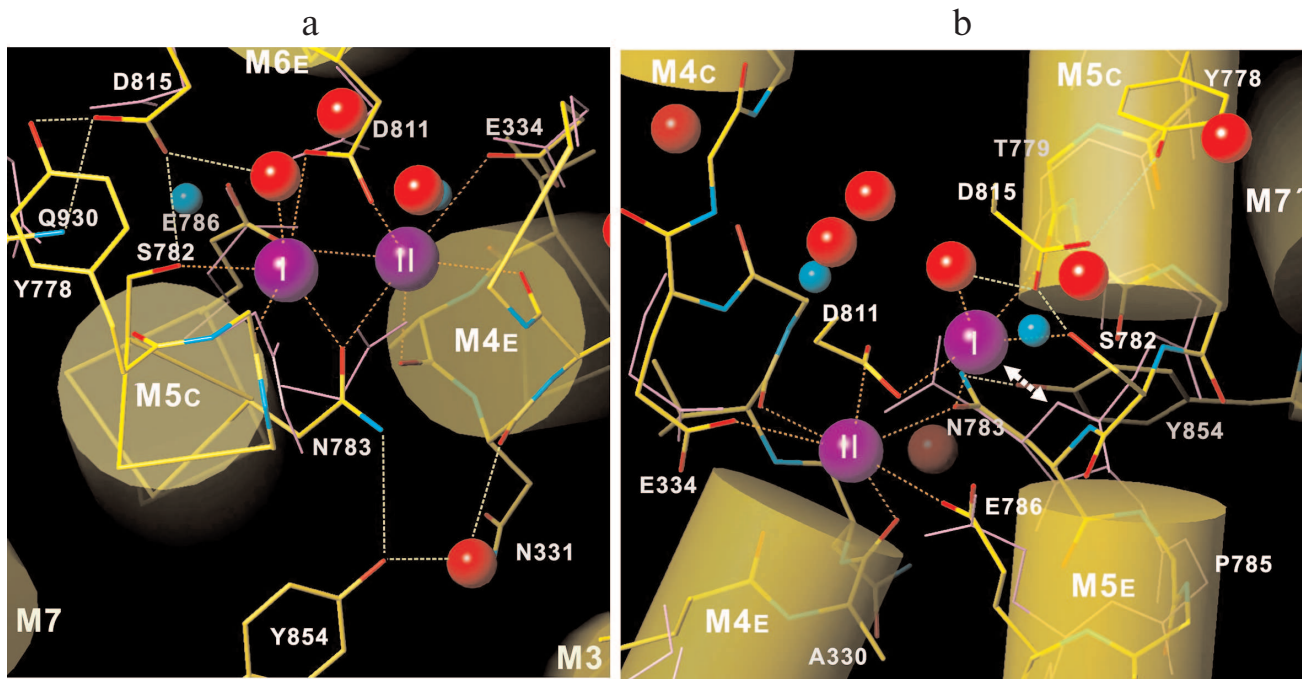 a
b
M6E
D815
D811
E334
Q930
E786
S782
I
II
Y778
M5C
M4E
N783
N331
Y854
M7
M3
M4C
M5C
Y778
T779
D815
M7
D811
I
S782
II
N783
Y854
E334
E786
P785
M5E
M4E
A330